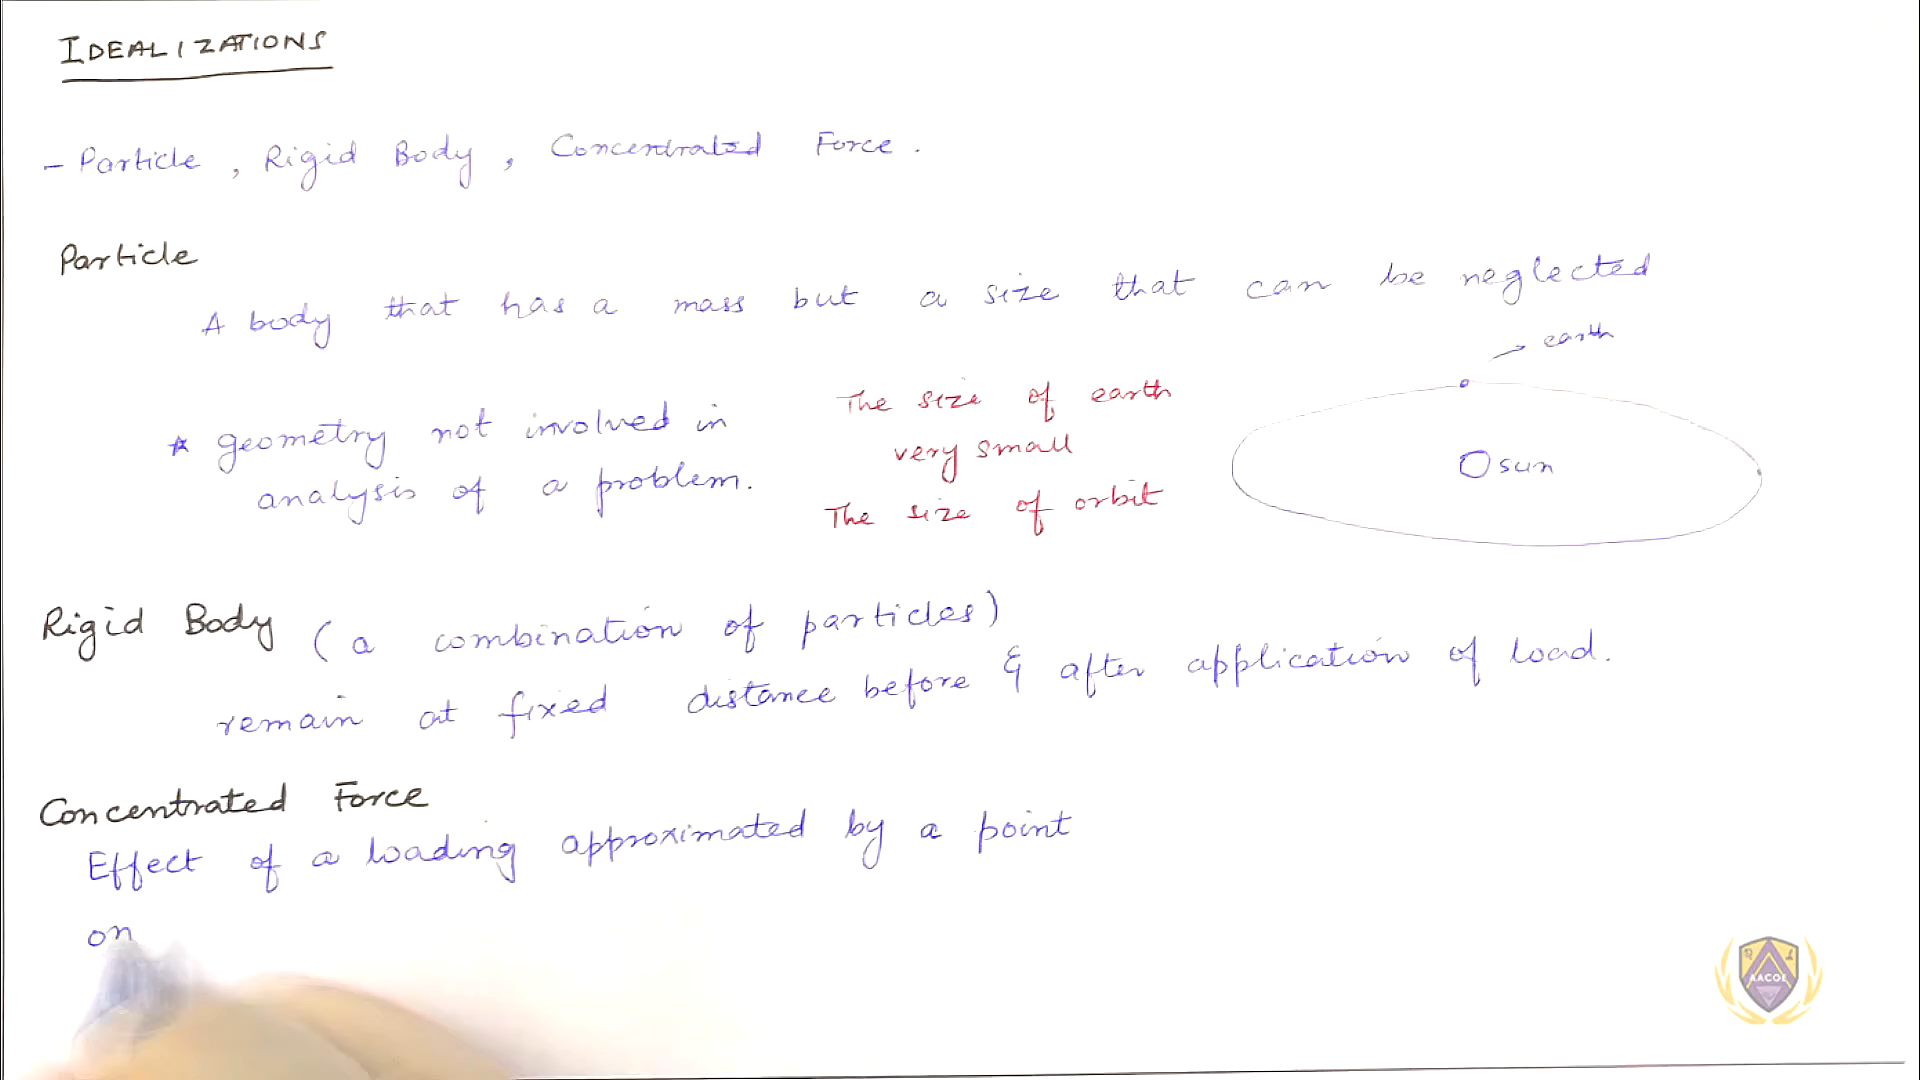 IDEALIZATIONS
- Particle, Rigid Body, Concentrated Force.
Particle
A body that has a mass but a size that can be neglected
earth
* geometry not involved in
analysis of a problem.
The size of earth
very small
The size of orbit
sun
Rigid Body (a combination of particles)
remain at fixed distance before & after application of load.
Concentrated Force
Effect of a loading approximated by a point
on
AACOE